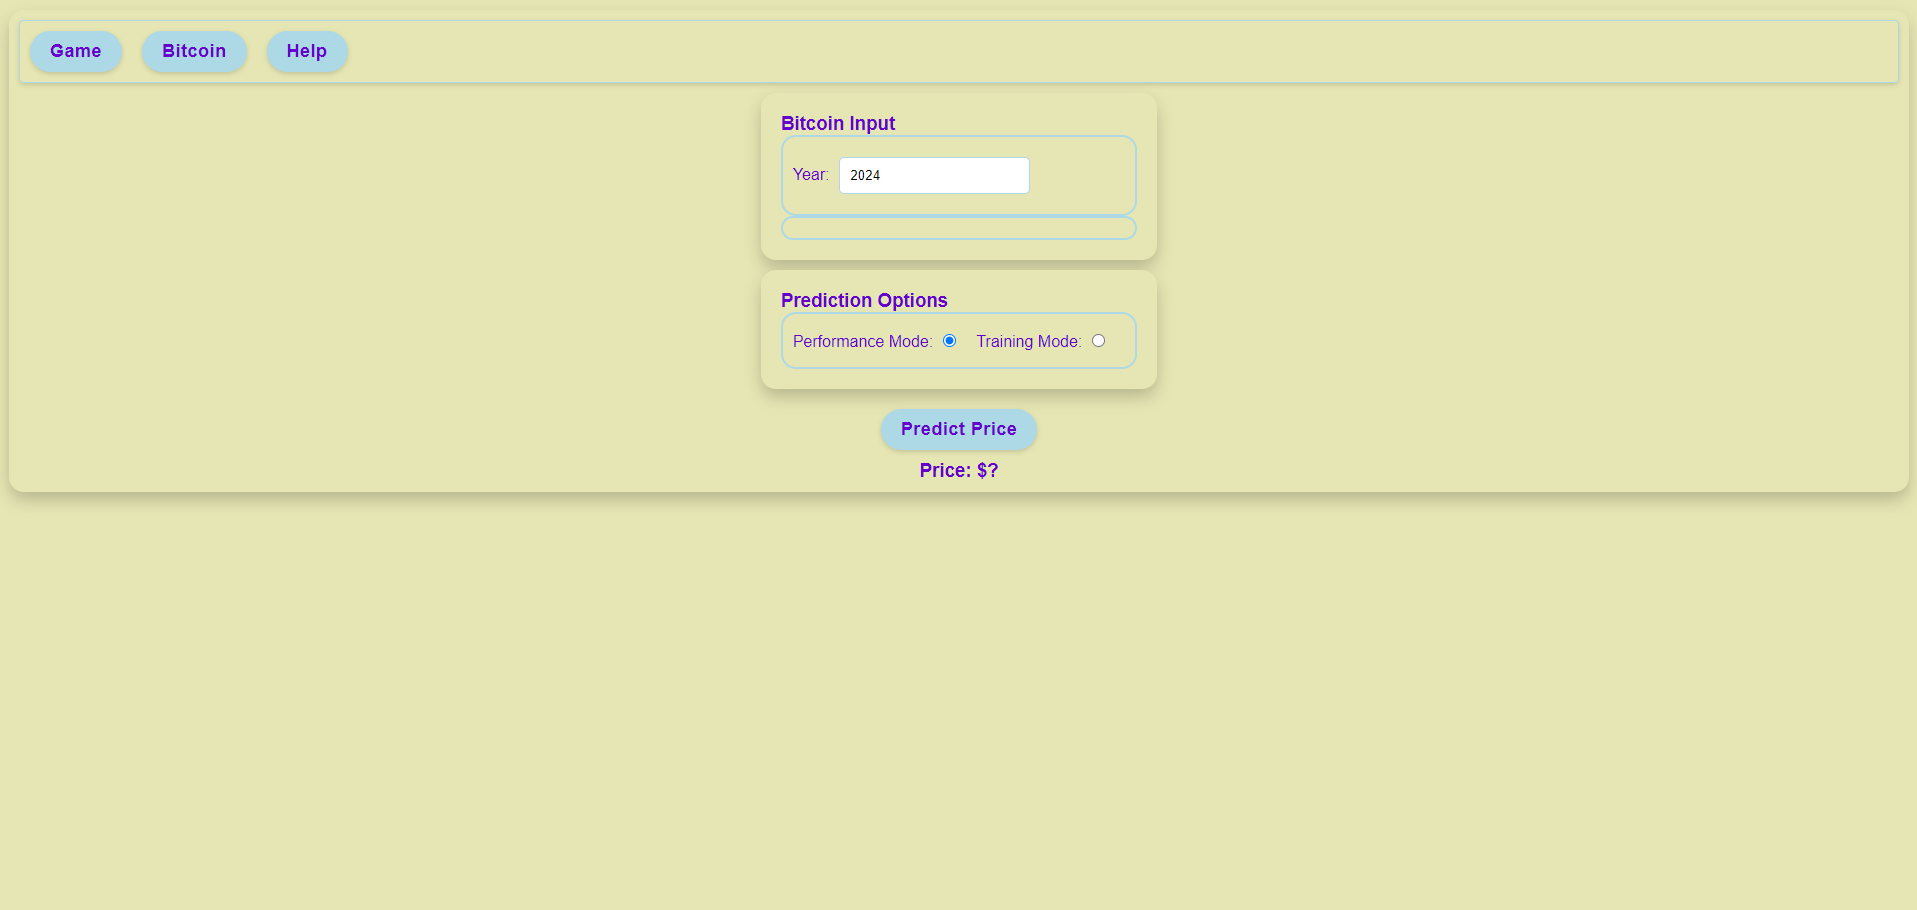 Game Bitcoin Help
Bitcoin Input
Year: 2024
Prediction Options
Performance Mode: Training Mode:
Predict Price
Price: $?